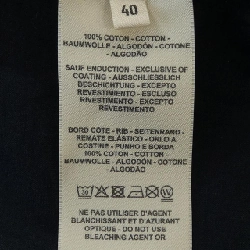 40
100% COTON - COTTON -
BAUMWOLLE - ALGODÓN - COTONE -
ALGODÃO
SAUF ENDUCTION - EXCLUSIVE OF
COATING - AUSSCHLIESSLICH
BESCHICHTUNG - EXCEPTO
REVESTIMIENTO - ESCLUSO
RIVESTIMENTO - EXCEPTO
REVESTIMENTO
BORD CÔTE - RIB - SEITENRAND -
REMATE ELÁSTICO - ORLO A
COSTINE - PUNHO E BORDA
100% COTON - COTTON -
BAUMWOLLE - ALGODÓN - COTONE
ALGODÃO
NE PAS UTILISER D'AGENT
BLANCHISSANT ET D'AZURANT
OPTIQUE - DO NOT USE
BLEACHING AGENT OR